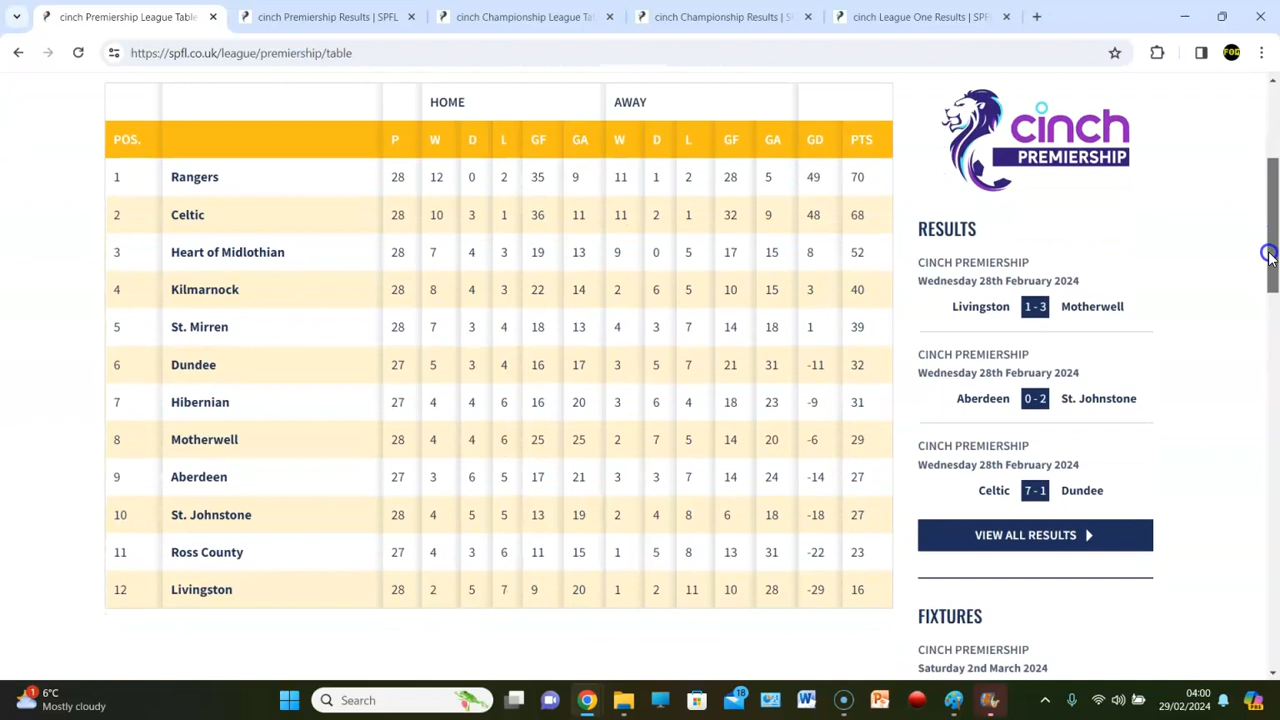 cinch Premiership League Table
cinch Premiership Results | SPFL
cinch Championship League Tab
cinch Championship Results | SP
cinch League One Results | SPFL
https://spfl.co.uk/league/premiership/table
FOG
HOME AWAY
POS. P W D L GF GA W D L GF GA GD PTS
1 Rangers 28 12 0 2 35 9 11 1 2 28 5 49 70
2 Celtic 28 10 3 1 36 11 11 2 1 32 9 48 68
3 Heart of Midlothian 28 7 4 3 19 13 9 0 5 17 15 8 52
4 Kilmarnock 28 8 4 3 22 14 2 6 5 10 15 3 40
5 St. Mirren 28 7 3 4 18 13 4 3 7 14 18 1 39
6 Dundee 27 5 3 4 16 17 3 5 7 21 31 -11 32
7 Hibernian 27 4 4 6 16 20 3 6 4 18 23 -9 31
8 Motherwell 28 4 4 6 25 25 2 7 5 14 20 -6 29
9 Aberdeen 27 3 6 5 17 21 3 3 7 14 24 -14 27
10 St. Johnstone 28 4 5 5 13 19 2 4 8 6 18 -18 27
11 Ross County 27 4 3 6 11 15 1 5 8 13 31 -22 23
12 Livingston 28 2 5 7 9 20 1 2 11 10 28 -29 16
cinch
PREMIERSHIP
RESULTS
CINCH PREMIERSHIP
Wednesday 28th February 2024
Livingston 1 - 3 Motherwell
CINCH PREMIERSHIP
Wednesday 28th February 2024
Aberdeen 0 - 2 St. Johnstone
CINCH PREMIERSHIP
Wednesday 28th February 2024
Celtic 7 - 1 Dundee
VIEW ALL RESULTS
FIXTURES
CINCH PREMIERSHIP
Saturday 2nd March 2024
1
6°C
Mostly cloudy
Search
18
04:00
29/02/2024